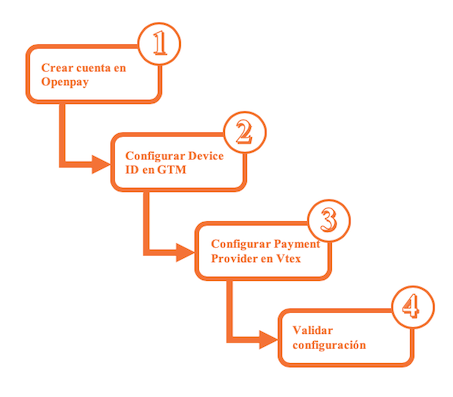 1
Crear cuenta en
Openpay
2
Configurar Device
ID en GTM
3
Configurar Payment
Provider en Vtex
4
Validar
configuración